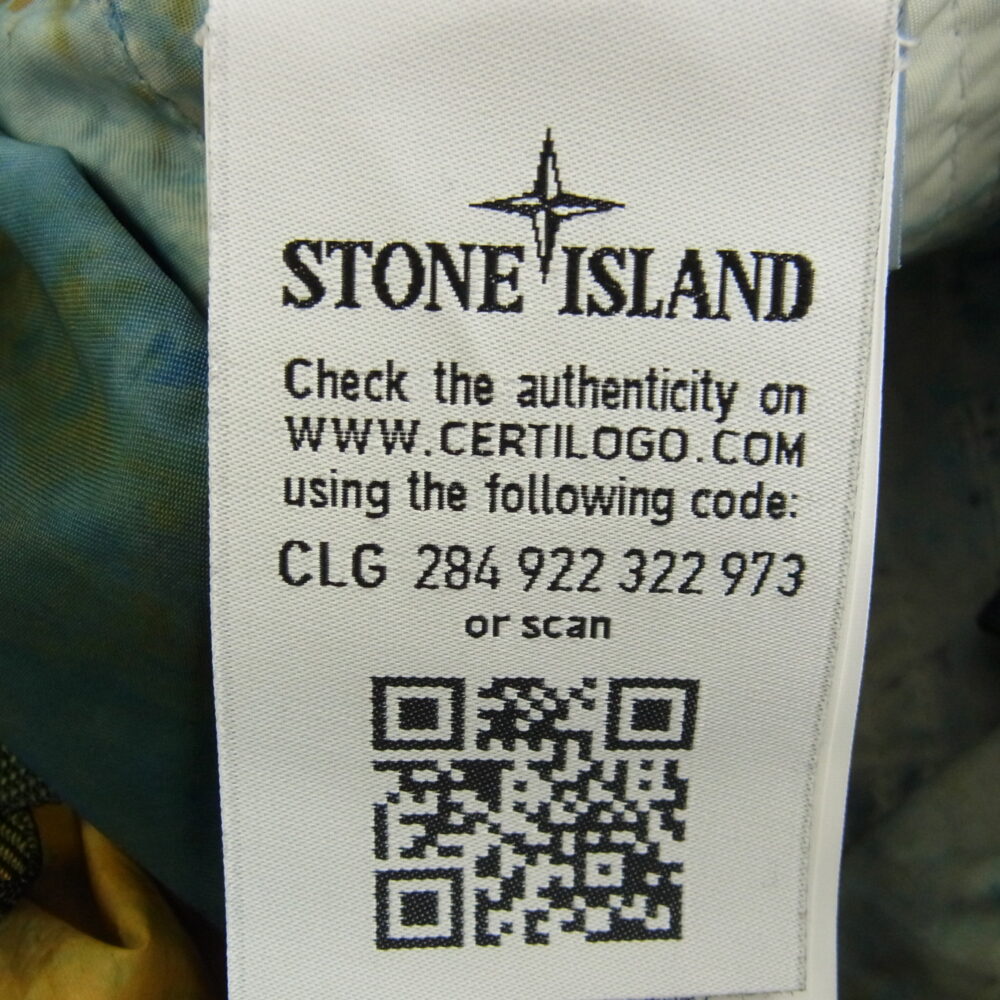 STONE ISLAND
Check the authenticity on
WWW.CERTILOGO.COM
using the following code:
CLG 284 922 322 973
or scan